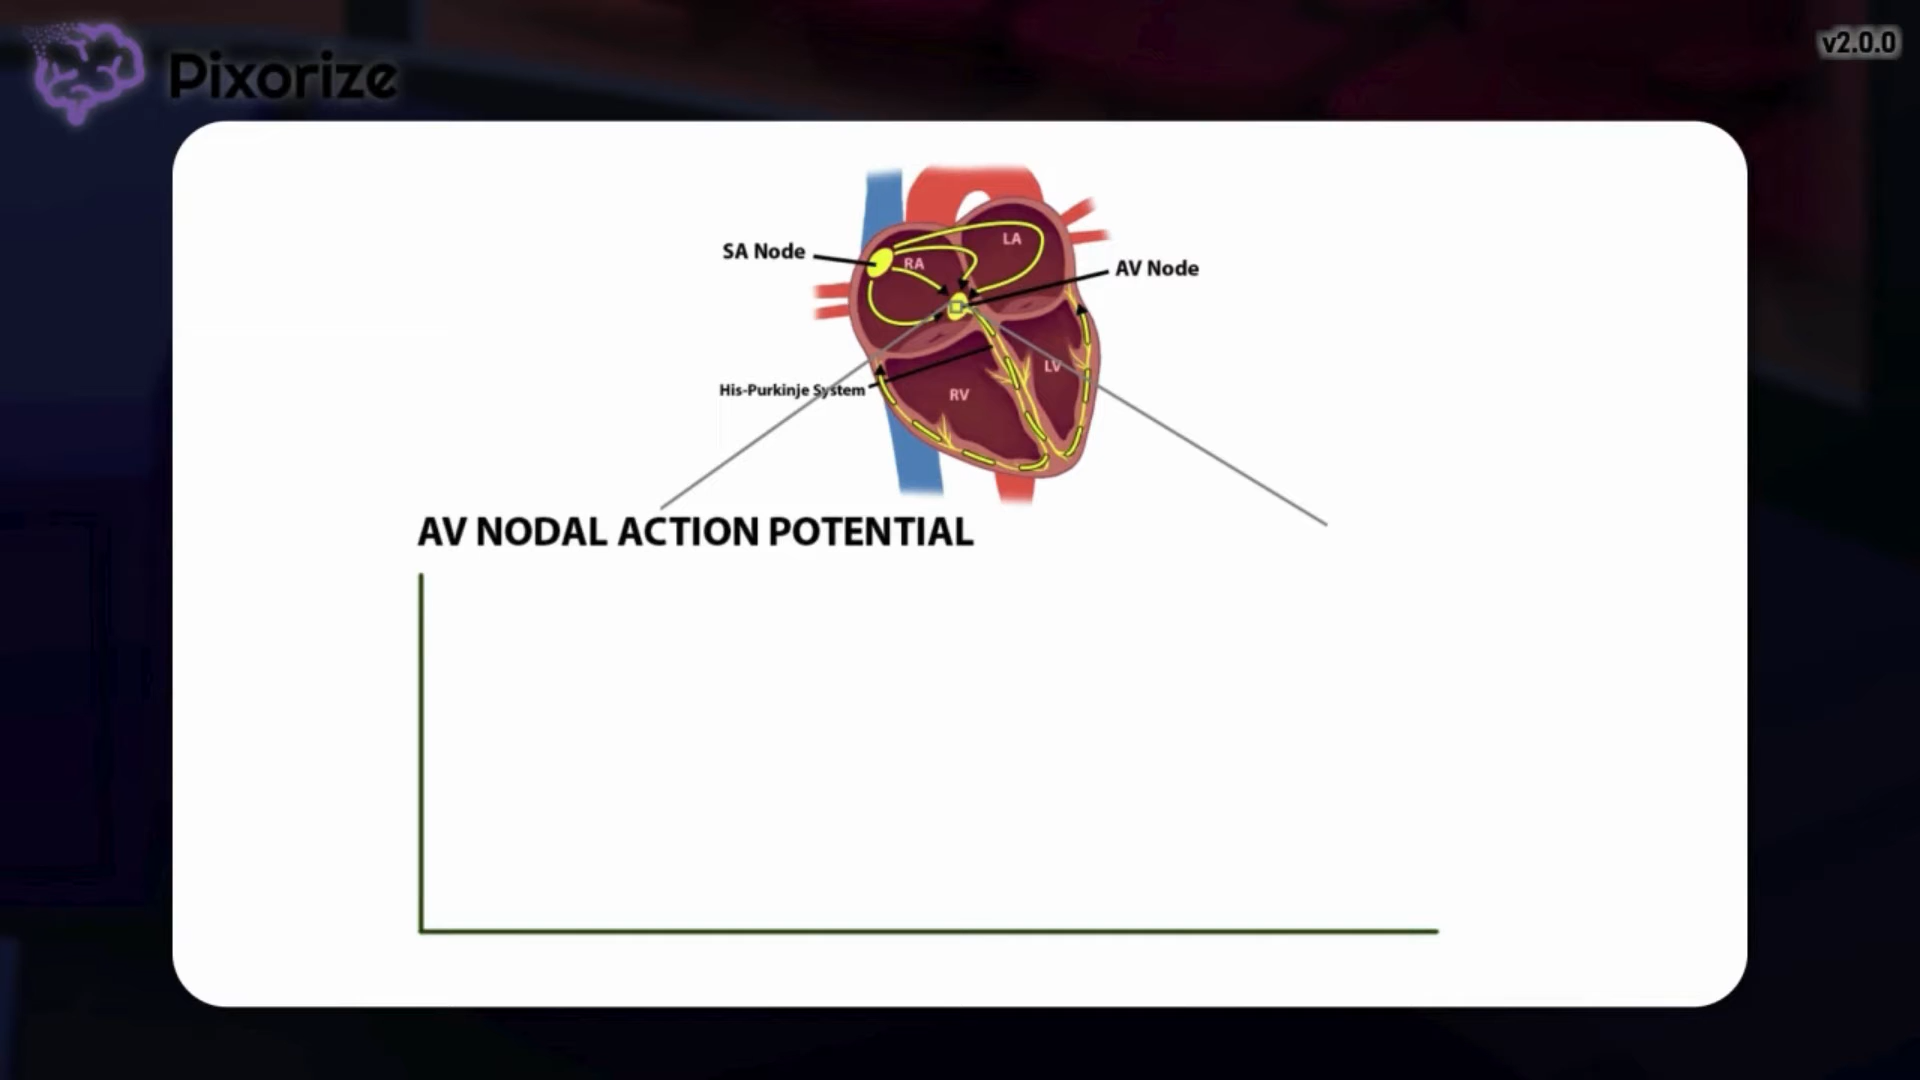 Pixorize
v2.0.0
SA Node
RA
LA
AV Node
His-Purkinje System
RV
LV
AV NODAL ACTION POTENTIAL